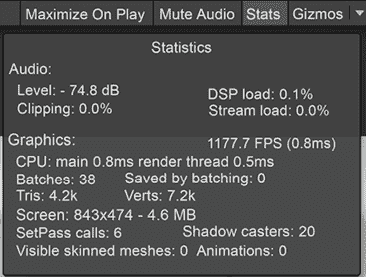 Maximize On Play Mute Audio Stats Gizmos
Statistics
Audio:
Level: - 74.8 dB DSP load: 0.1%
Clipping: 0.0% Stream load: 0.0%
Graphics: 1177.7 FPS (0.8ms)
CPU: main 0.8ms render thread 0.5ms
Batches: 38 Saved by batching: 0
Tris: 4.2k Verts: 7.2k
Screen: 843x474 - 4.6 MB
SetPass calls: 6 Shadow casters: 20
Visible skinned meshes: 0 Animations: 0